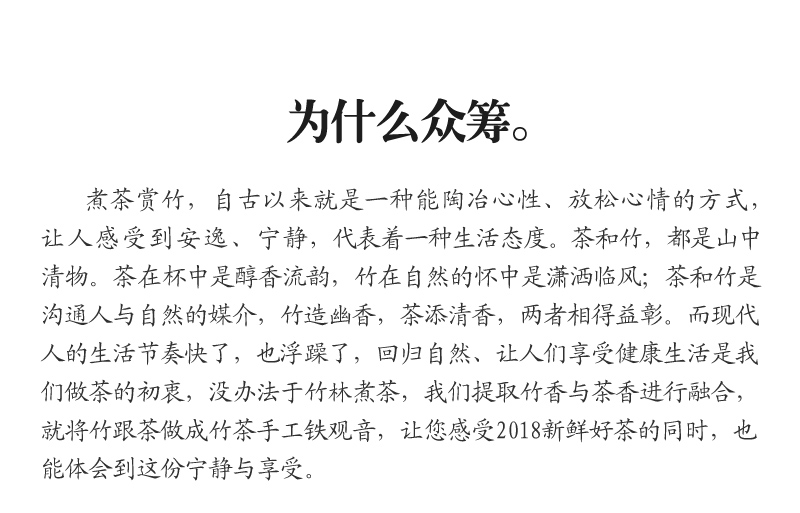 为什么众筹。
煮茶赏竹，自古以来就是一种能陶冶心性、放松心情的方式，
让人感受到安逸、宁静，代表着一种生活态度。茶和竹，都是山中
清物。茶在杯中是醇香流韵，竹在自然的怀中是潇洒临风；茶和竹是
沟通人与自然的媒介，竹造幽香，茶添清香，两者相得益彰。而现代
人的生活节奏快了，也浮躁了，回归自然、让人们享受健康生活是我
们做茶的初衷，没办法于竹林煮茶，我们提取竹香与茶香进行融合，
就将竹跟茶做成竹茶手工铁观音，让您感受2018新鲜好茶的同时，也
能体会到这份宁静与享受。